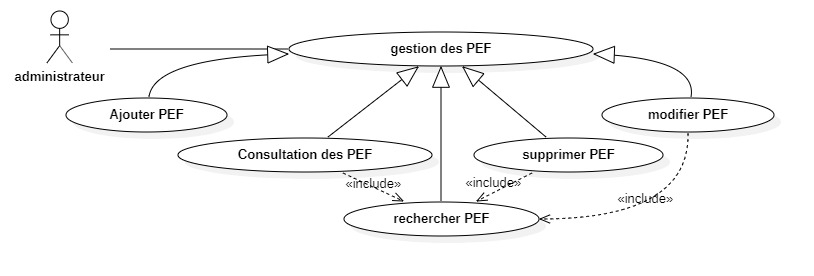 gestion des PEF
administrateur
Ajouter PEF
modifier PEF
Consultation des PEF
supprimer PEF
«include»
«include»
«include»
rechercher PEF